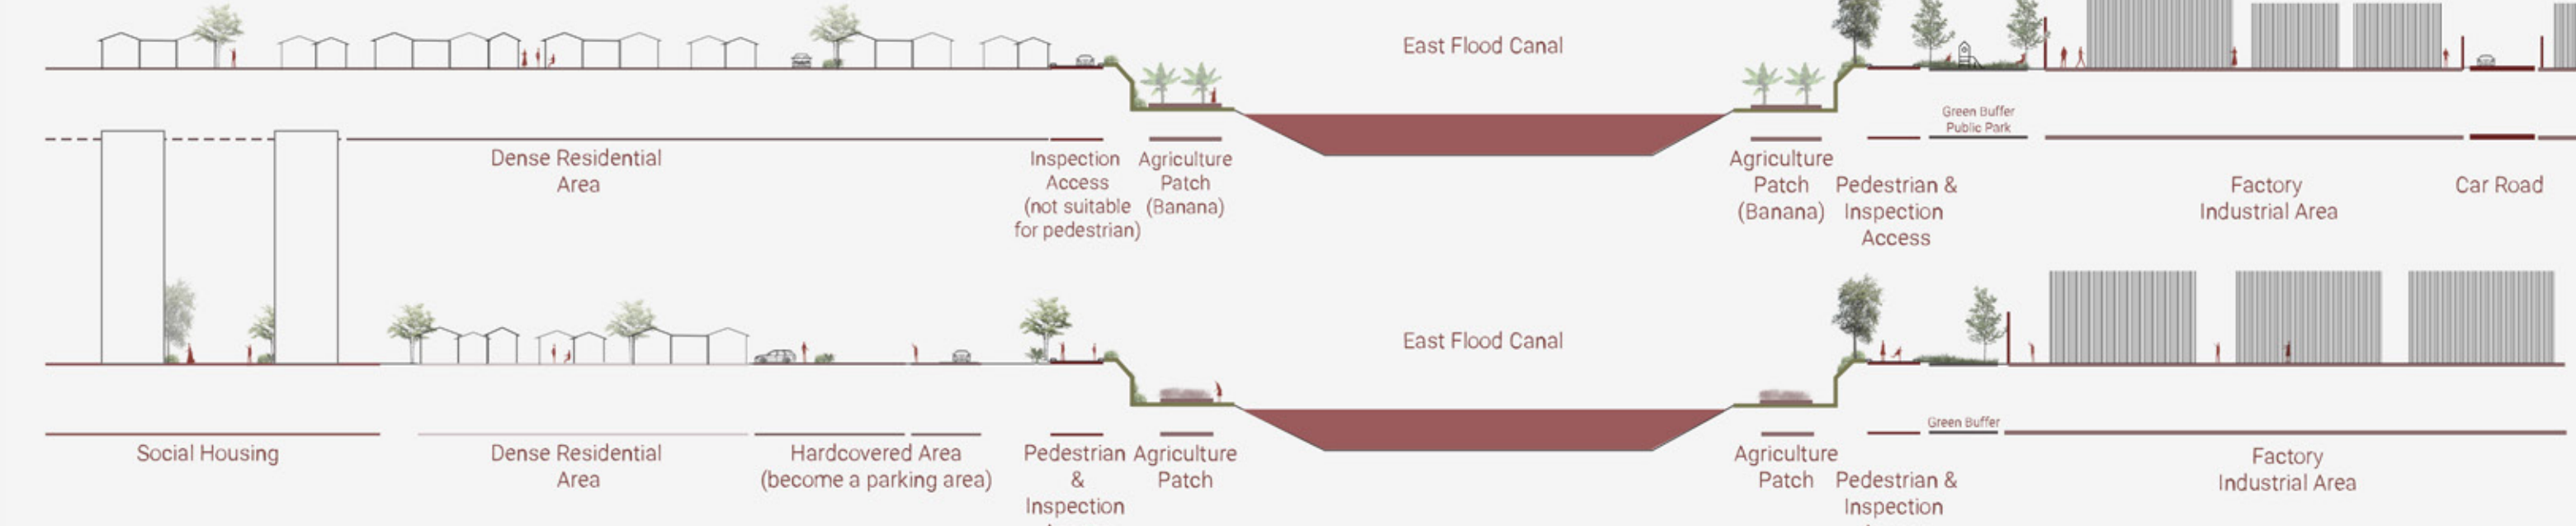 East Flood Canal
Green Buffer
Public Park
Dense Residential
Area
Inspection
Access
(not suitable
for pedestrian)
Agriculture
Patch
(Banana)
Agriculture
Patch
(Banana)
Pedestrian &
Inspection
Access
Factory
Industrial Area
Car Road
East Flood Canal
Green Buffer
Social Housing
Dense Residential
Area
Hardcovered Area
(become a parking area)
Pedestrian
&
Inspection
Agriculture
Patch
Agriculture
Patch
Pedestrian &
Inspection
Factory
Industrial Area